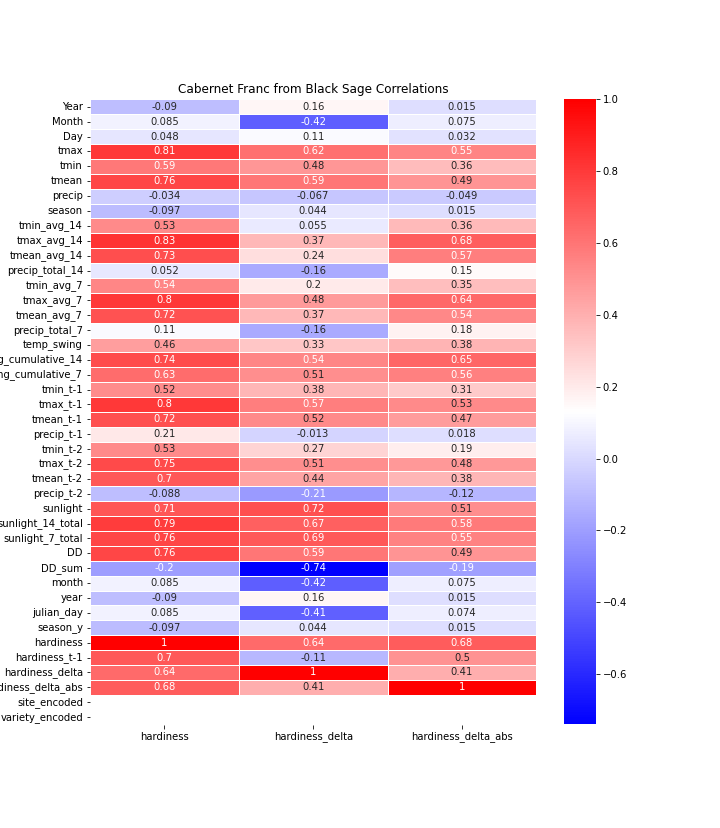 Cabernet Franc from Black Sage Correlations
Year -0.09 0.16 0.015 1.0
Month 0.085 -0.42 0.075
Day 0.048 0.11 0.032
tmax 0.81 0.62 0.55
tmin 0.59 0.48 0.36
tmean 0.76 0.59 0.49 0.8
precip -0.034 -0.067 -0.049
season -0.097 0.044 0.015
tmin_avg_14 0.53 0.055 0.36
tmax_avg_14 0.83 0.37 0.68 0.6
tmean_avg_14 0.73 0.24 0.57
precip_total_14 0.052 -0.16 0.15
tmin_avg_7 0.54 0.2 0.35
tmax_avg_7 0.8 0.48 0.64
tmean_avg_7 0.72 0.37 0.54 0.4
precip_total_7 0.11 -0.16 0.18
temp_swing 0.46 0.33 0.38
g_cumulative_14 0.74 0.54 0.65
ng_cumulative_7 0.63 0.51 0.56
tmin_t-1 0.52 0.38 0.31 0.2
tmax_t-1 0.8 0.57 0.53
tmean_t-1 0.72 0.52 0.47
precip_t-1 0.21 -0.013 0.018
tmin_t-2 0.53 0.27 0.19
tmax_t-2 0.75 0.51 0.48 0.0
tmean_t-2 0.7 0.44 0.38
precip_t-2 -0.088 -0.21 -0.12
sunlight 0.71 0.72 0.51
sunlight_14_total 0.79 0.67 0.58 -0.2
sunlight_7_total 0.76 0.69 0.55
DD 0.76 0.59 0.49
DD_sum -0.2 -0.74 -0.19
month 0.085 -0.42 0.075
year -0.09 0.16 0.015 -0.4
julian_day 0.085 -0.41 0.074
season_y -0.097 0.044 0.015
hardiness 1 0.64 0.68
hardiness_t-1 0.7 -0.11 0.5
hardiness_delta 0.64 1 0.41 -0.6
diness_delta_abs 0.68 0.41 1
site_encoded
variety_encoded
hardiness hardiness_delta hardiness_delta_abs